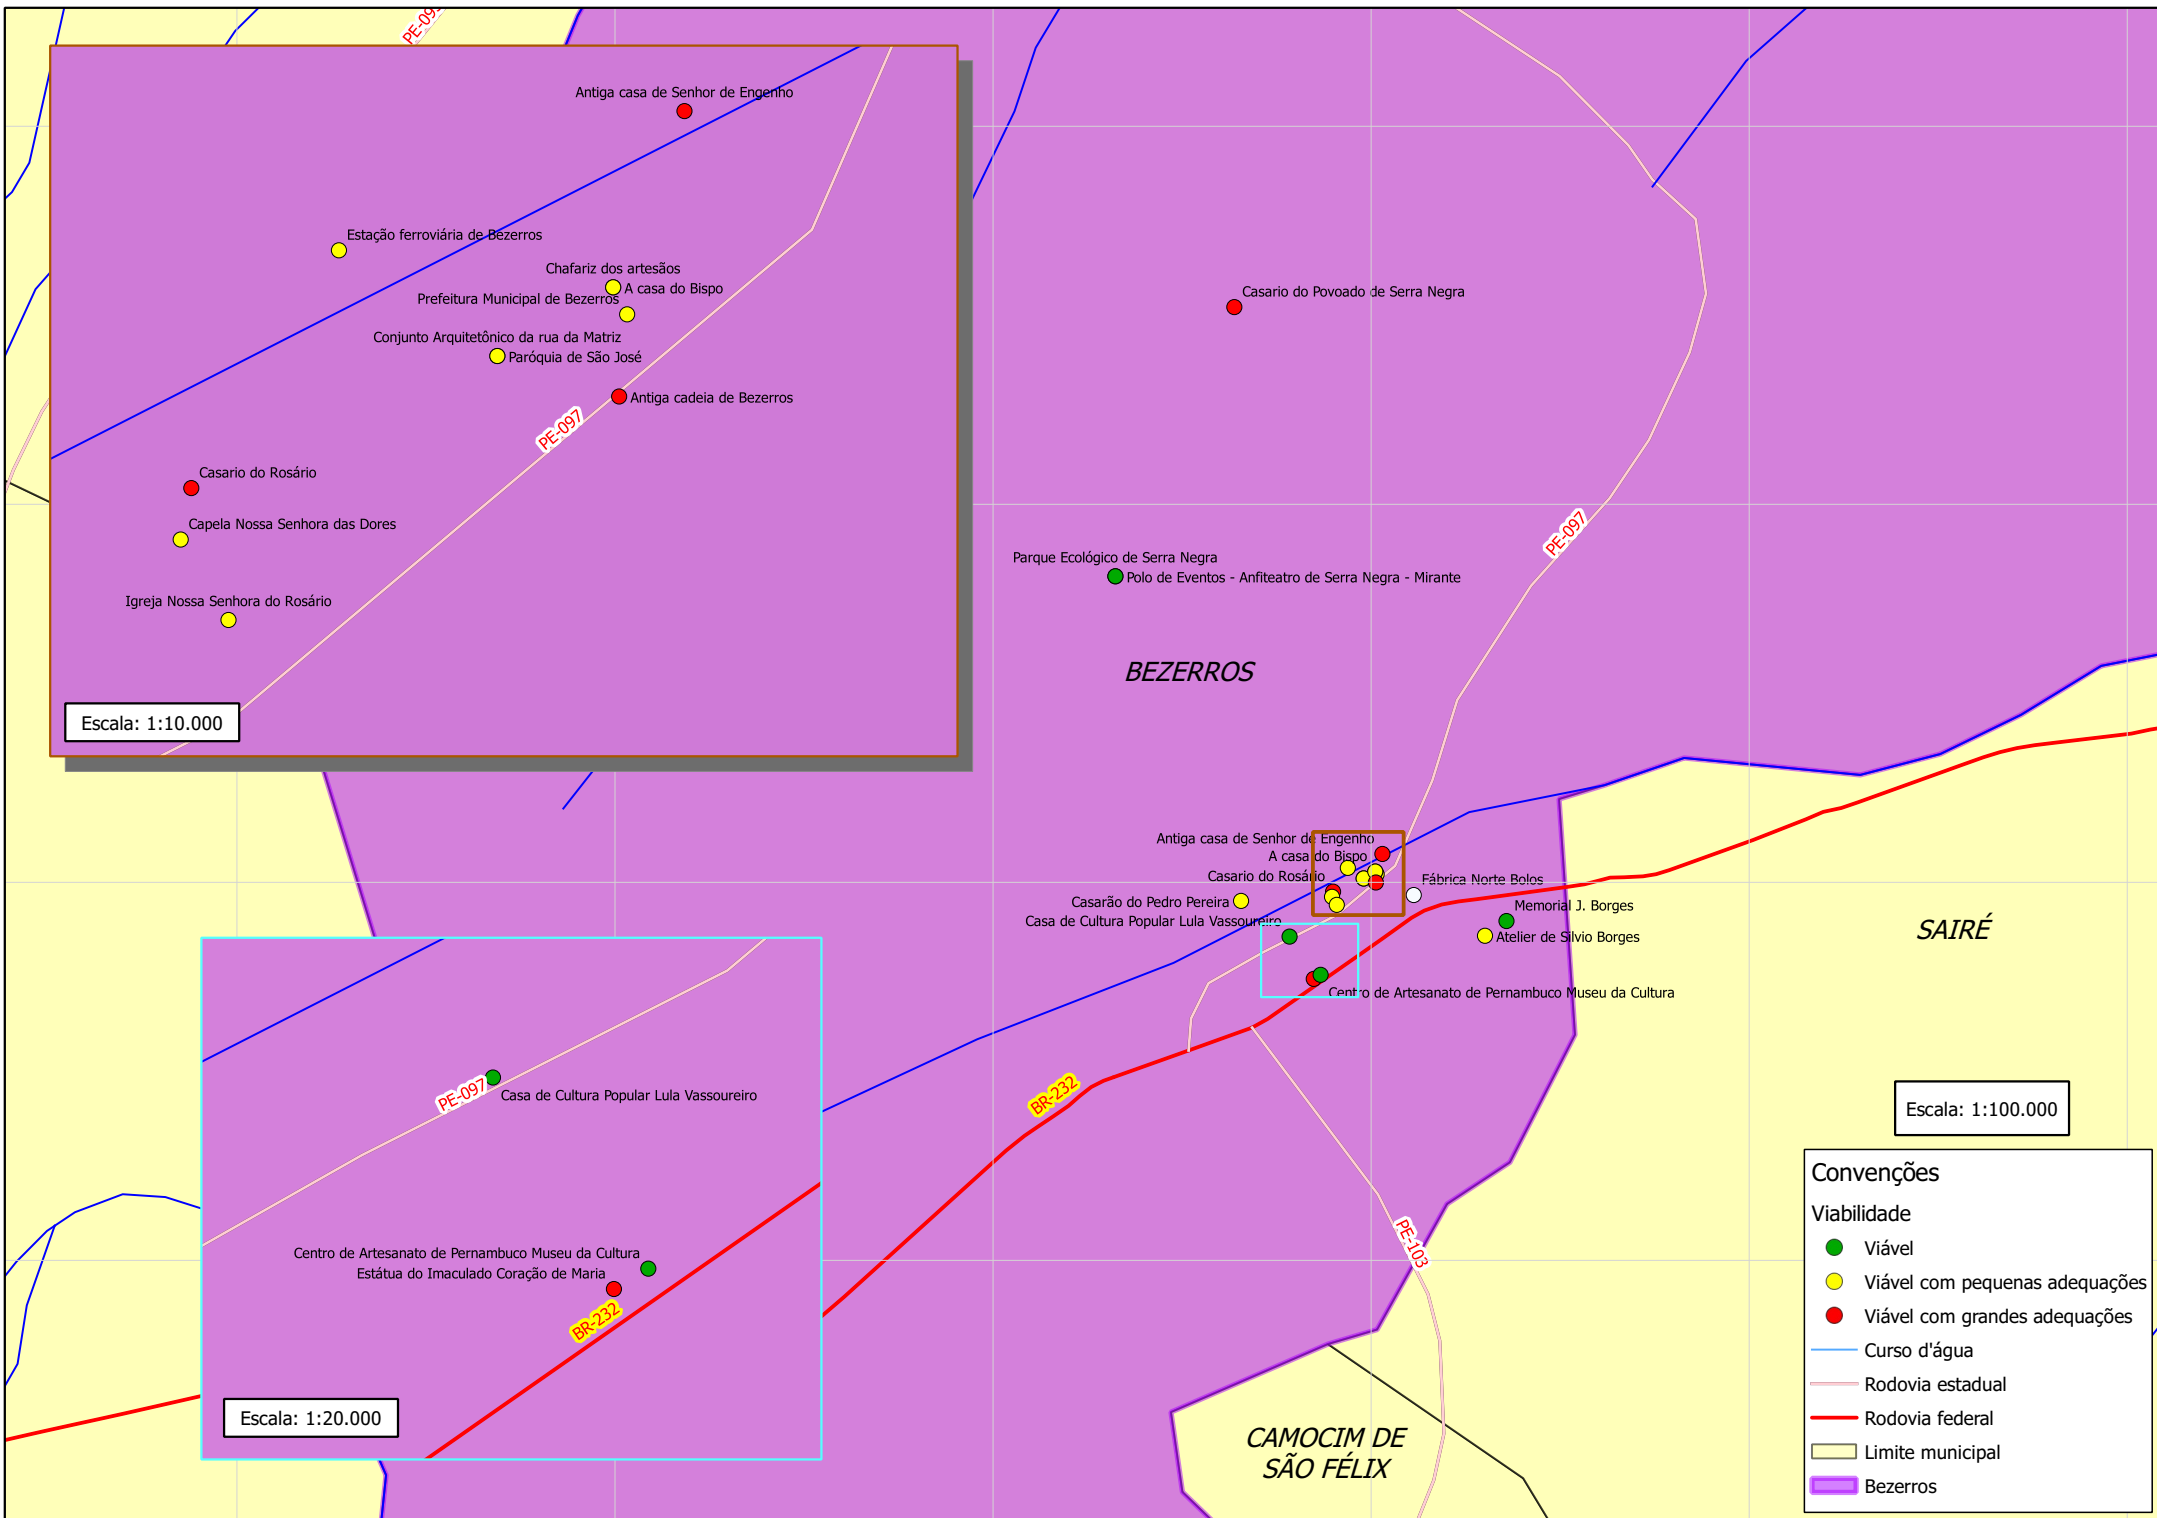 PE-095
Antiga casa de Senhor de Engenho
Estação ferroviária de Bezerros
Chafariz dos artesãos
A casa do Bispo
Prefeitura Municipal de Bezerros
Conjunto Arquitetônico da rua da Matriz
Paróquia de São José
Antiga cadeia de Bezerros
PE-097
Casario do Rosário
Capela Nossa Senhora das Dores
Igreja Nossa Senhora do Rosário
Escala: 1:10.000
Casario do Povoado de Serra Negra
PE-097
Parque Ecológico de Serra Negra
Polo de Eventos - Anfiteatro de Serra Negra - Mirante
BEZERROS
Antiga casa de Senhor de Engenho
A casa do Bispo
Casario do Rosário
Fábrica Norte Bolos
Casarão do Pedro Pereira
Memorial J. Borges
Casa de Cultura Popular Lula Vassoureiro
Atelier de Silvio Borges
SAIRÉ
Centro de Artesanato de Pernambuco Museu da Cultura
PE-097
Casa de Cultura Popular Lula Vassoureiro
BR-232
Centro de Artesanato de Pernambuco Museu da Cultura
Estátua do Imaculado Coração de Maria
BR-232
Escala: 1:20.000
PE-103
CAMOCIM DE
SÃO FÉLIX
Escala: 1:100.000
Convenções
Viabilidade
Viável
Viável com pequenas adequações
Viável com grandes adequações
Curso d'água
Rodovia estadual
Rodovia federal
Limite municipal
Bezerros